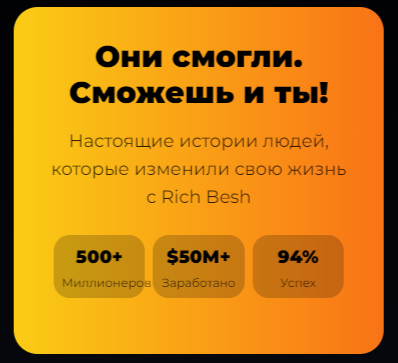 Они смогли.
Сможешь и ты!
Настоящие истории людей,
которые изменили свою жизнь
с Rich Besh
500+ $50M+ 94%
Миллионеров Заработано Успех